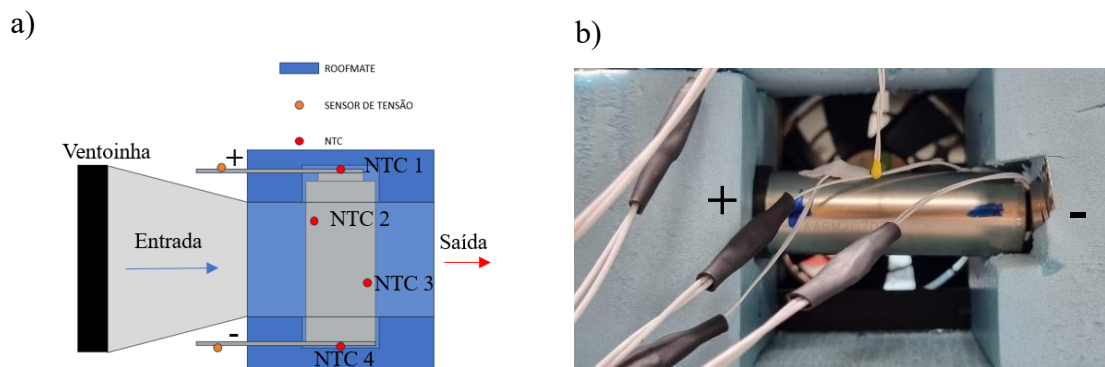 a)
ROOFMATE
SENSOR DE TENSÃO
NTC
Ventoinha
+
NTC 1
NTC 2
Entrada
Saída
NTC 3
-
NTC 4
b)
+
-